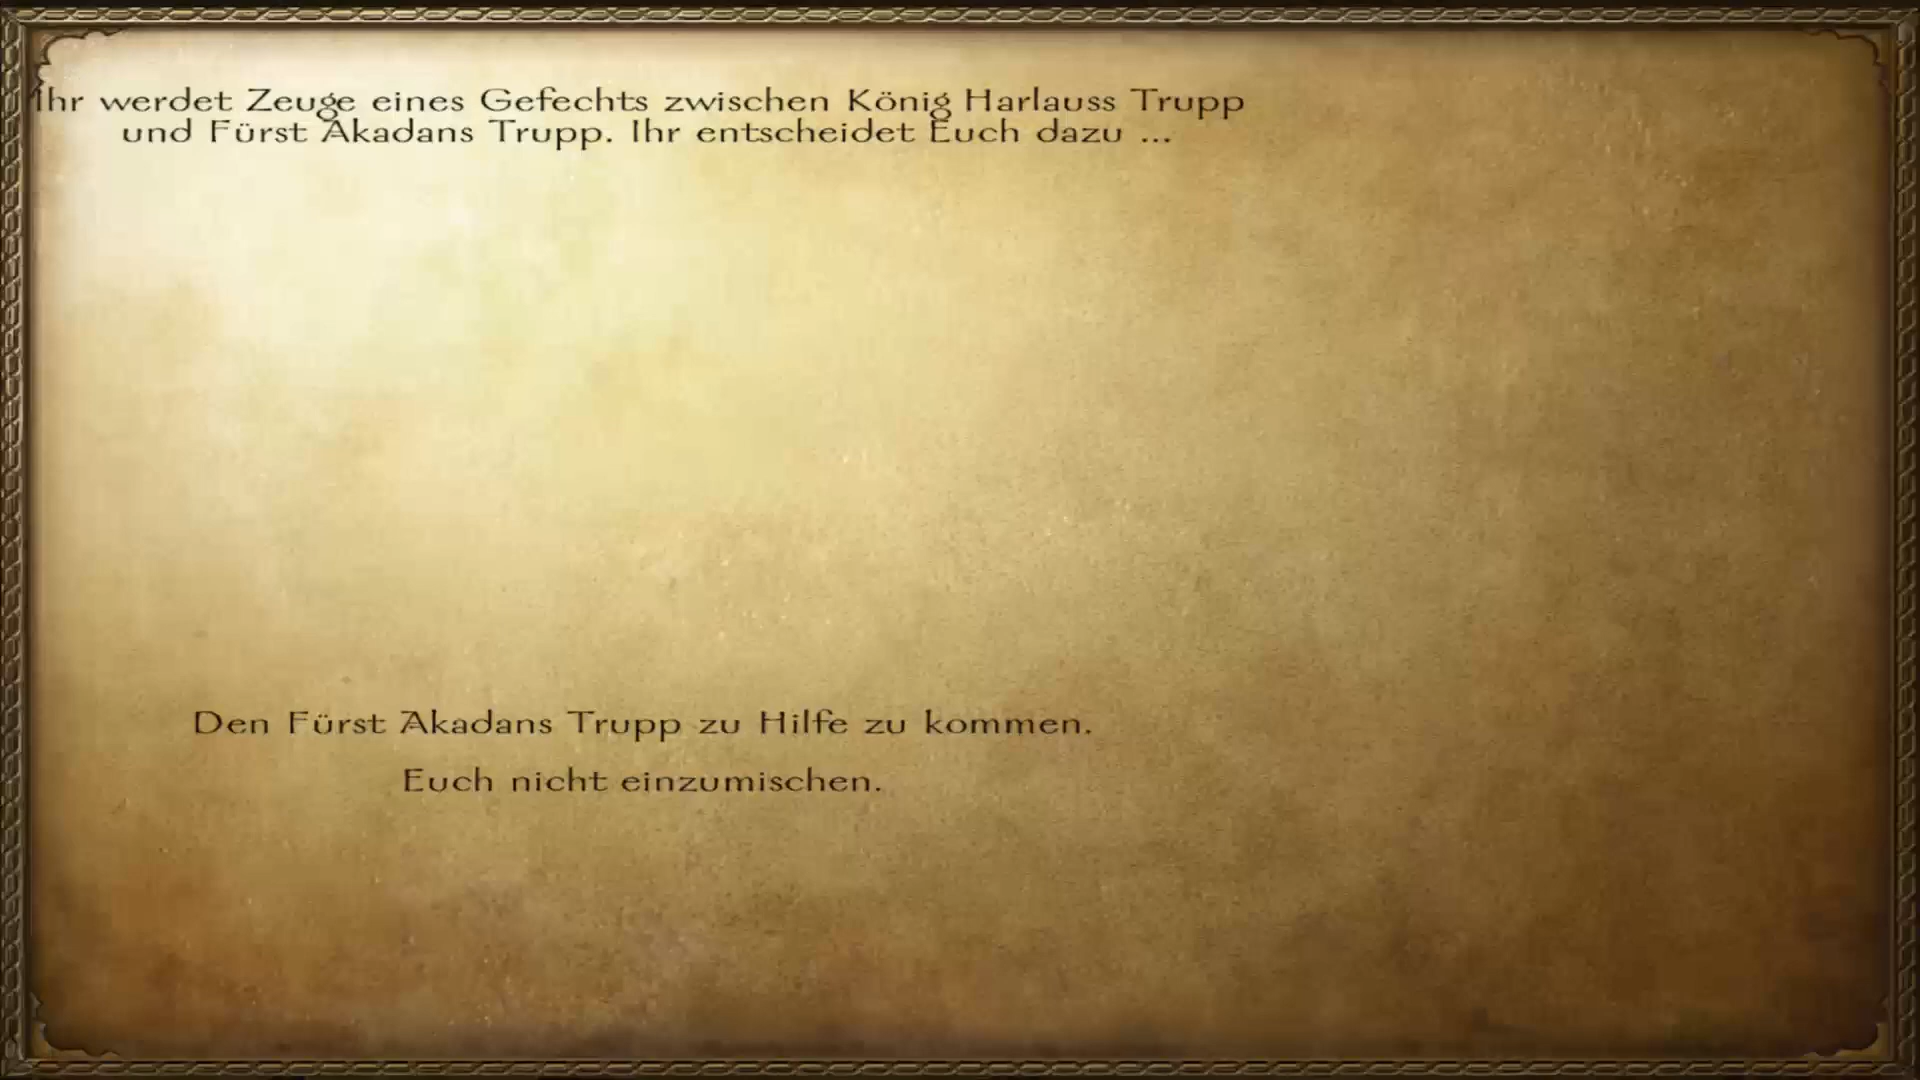 Ihr werdet Zeuge eines Gefechts zwischen König Harlauss Trupp
und Fürst Akadans Trupp. Ihr entscheidet Euch dazu ...
Den Fürst Akadans Trupp zu Hilfe zu kommen.
Euch nicht einzumischen.